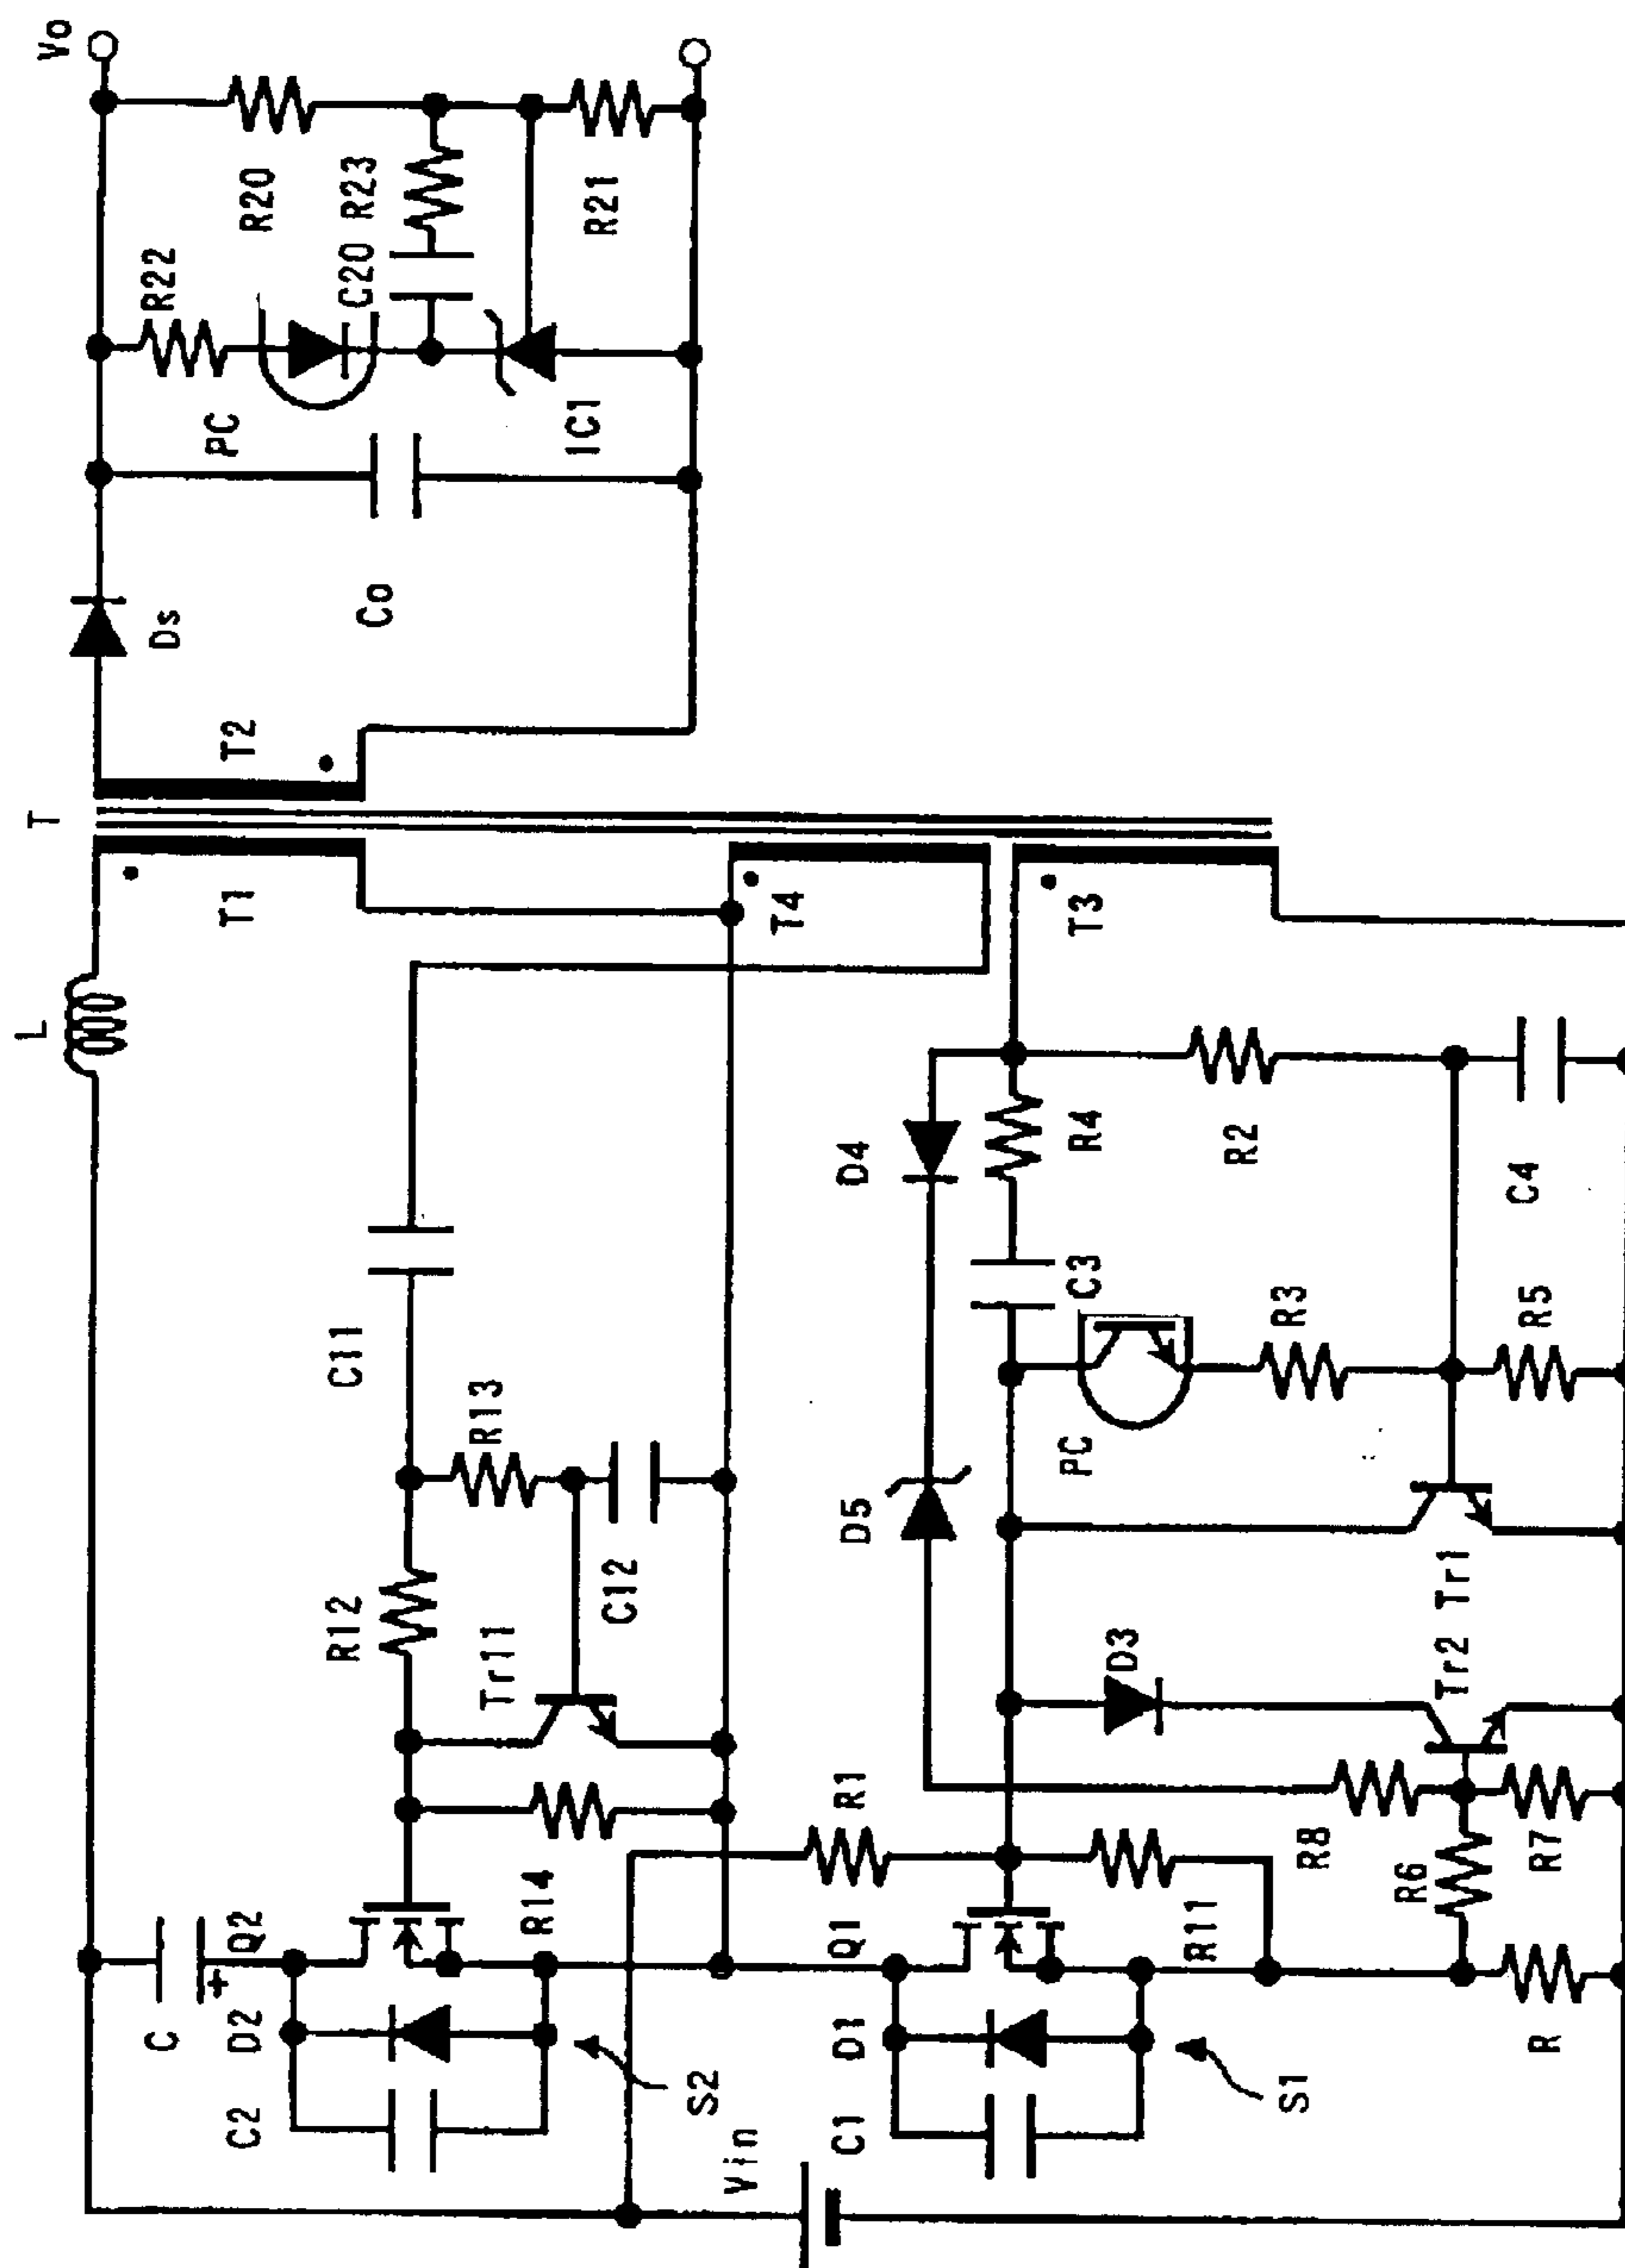 Vo
R20
R23
R21
R22
C20
PC
IC1
Co
Ds
T2
T
T1
T4
T3
L
D4
R4
R2
C4
C11
C3
R3
R5
R13
PC
D5
R12
C12
Tr11
D3
Tr2
Tr1
R1
R8
R7
R6
R14
Q2
Q1
R11
+
C
D2
D1
R
S2
S1
C2
C1
Vin